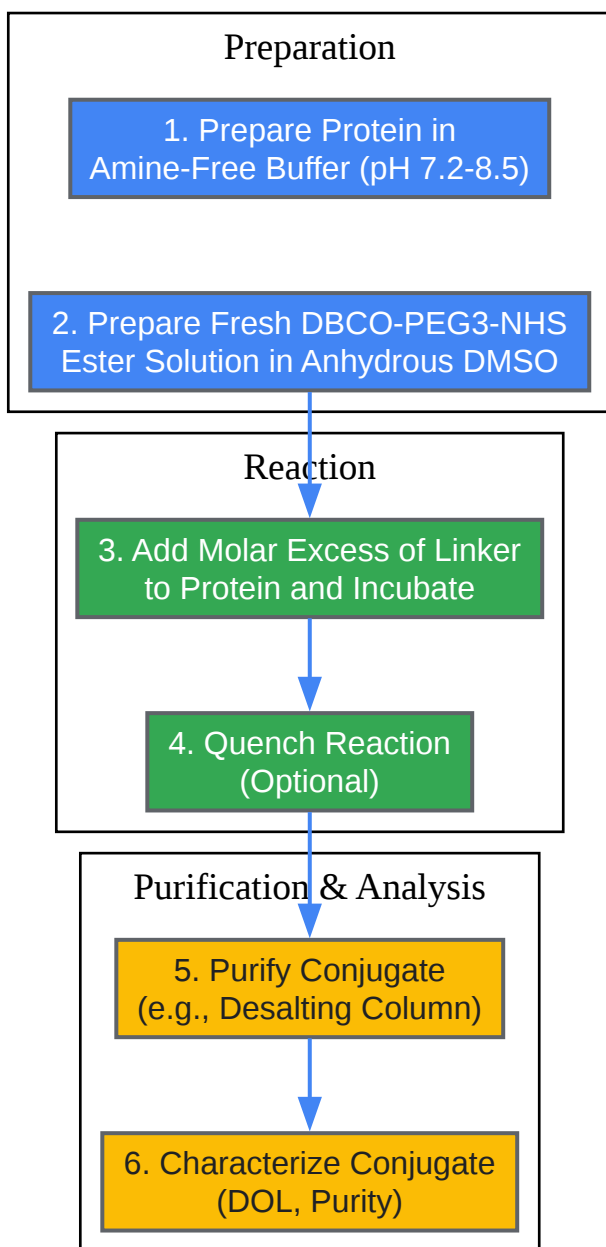 Preparation
1. Prepare Protein in
Amine-Free Buffer (pH 7.2-8.5)
2. Prepare Fresh DBCO-PEG3-NHS
Ester Solution in Anhydrous DMSO
Reaction
3. Add Molar Excess of Linker
to Protein and Incubate
4. Quench Reaction
(Optional)
Purification & Analysis
5. Purify Conjugate
(e.g., Desalting Column)
6. Characterize Conjugate
(DOL, Purity)